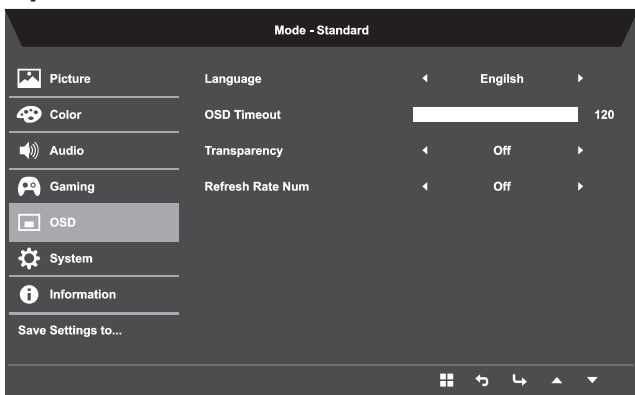 Mode - Standard
Picture
Language
Engilsh
Color
OSD Timeout
120
Audio
Transparency
Off
Gaming
Refresh Rate Num
Off
OSD
System
Information
Save Settings to...